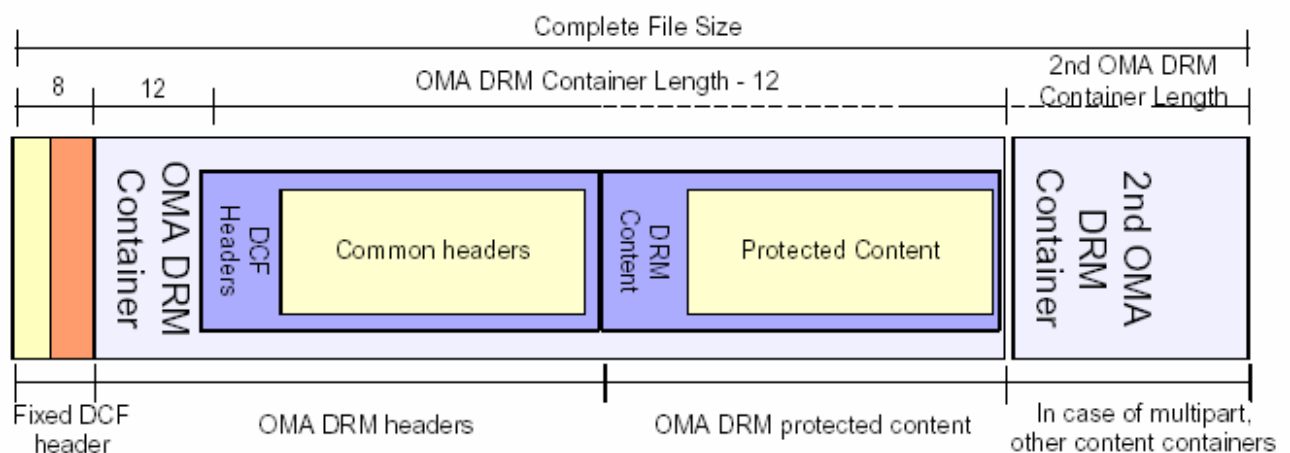 Complete File Size
8
12
OMA DRM Container Length - 12
2nd OMA DRM
Container Length
OMA DRM
Container
DCF
Headers
Common headers
DRM
Content
Protected Content
2nd OMA
DRM
Container
Fixed DCF
header
OMA DRM headers
OMA DRM protected content
In case of multipart,
other content containers